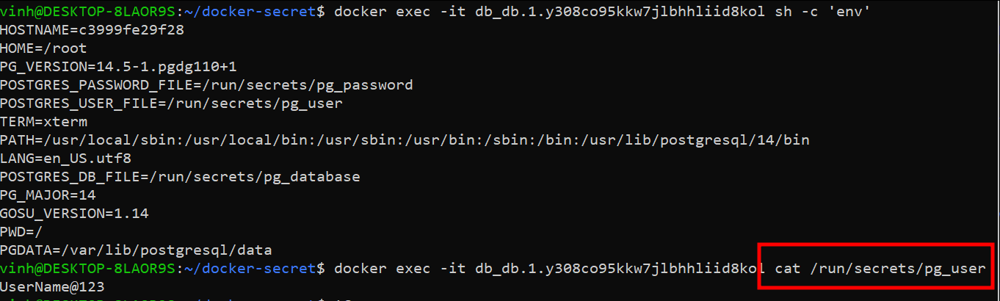 vinh@DESKTOP-8LAOR9S:~/docker-secret$ docker exec -it db_db.1.y308co95kkw7jlbhhliid8kol sh -c 'env'
HOSTNAME=c3999fe29f28
HOME=/root
PG_VERSION=14.5-1.pgdg110+1
POSTGRES_PASSWORD_FILE=/run/secrets/pg_password
POSTGRES_USER_FILE=/run/secrets/pg_user
TERM=xterm
PATH=/usr/local/sbin:/usr/local/bin:/usr/sbin:/usr/bin:/sbin:/bin:/usr/lib/postgresql/14/bin
LANG=en_US.utf8
POSTGRES_DB_FILE=/run/secrets/pg_database
PG_MAJOR=14
GOSU_VERSION=1.14
PWD=/
PGDATA=/var/lib/postgresql/data
vinh@DESKTOP-8LAOR9S:~/docker-secret$ docker exec -it db_db.1.y308co95kkw7jlbhhliid8kol cat /run/secrets/pg_user
UserName@123